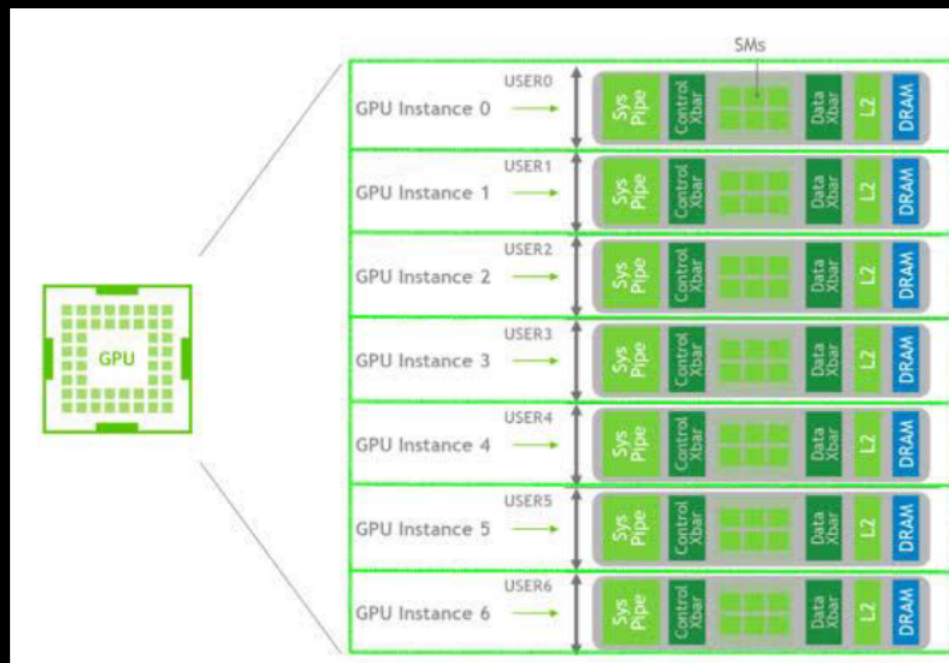 SMs
USER0
GPU Instance 0
Sys Pipe
Control Xbar
Data Xbar
L2
DRAM
USER1
GPU Instance 1
Sys Pipe
Control Xbar
Data Xbar
L2
DRAM
USER2
GPU Instance 2
Sys Pipe
Control Xbar
Data Xbar
L2
DRAM
GPU
USER3
GPU Instance 3
Sys Pipe
Control Xbar
Data Xbar
L2
DRAM
USER4
GPU Instance 4
Sys Pipe
Control Xbar
Data Xbar
L2
DRAM
USER5
GPU Instance 5
Sys Pipe
Control Xbar
Data Xbar
L2
DRAM
USER6
GPU Instance 6
Sys Pipe
Control Xbar
Data Xbar
L2
DRAM